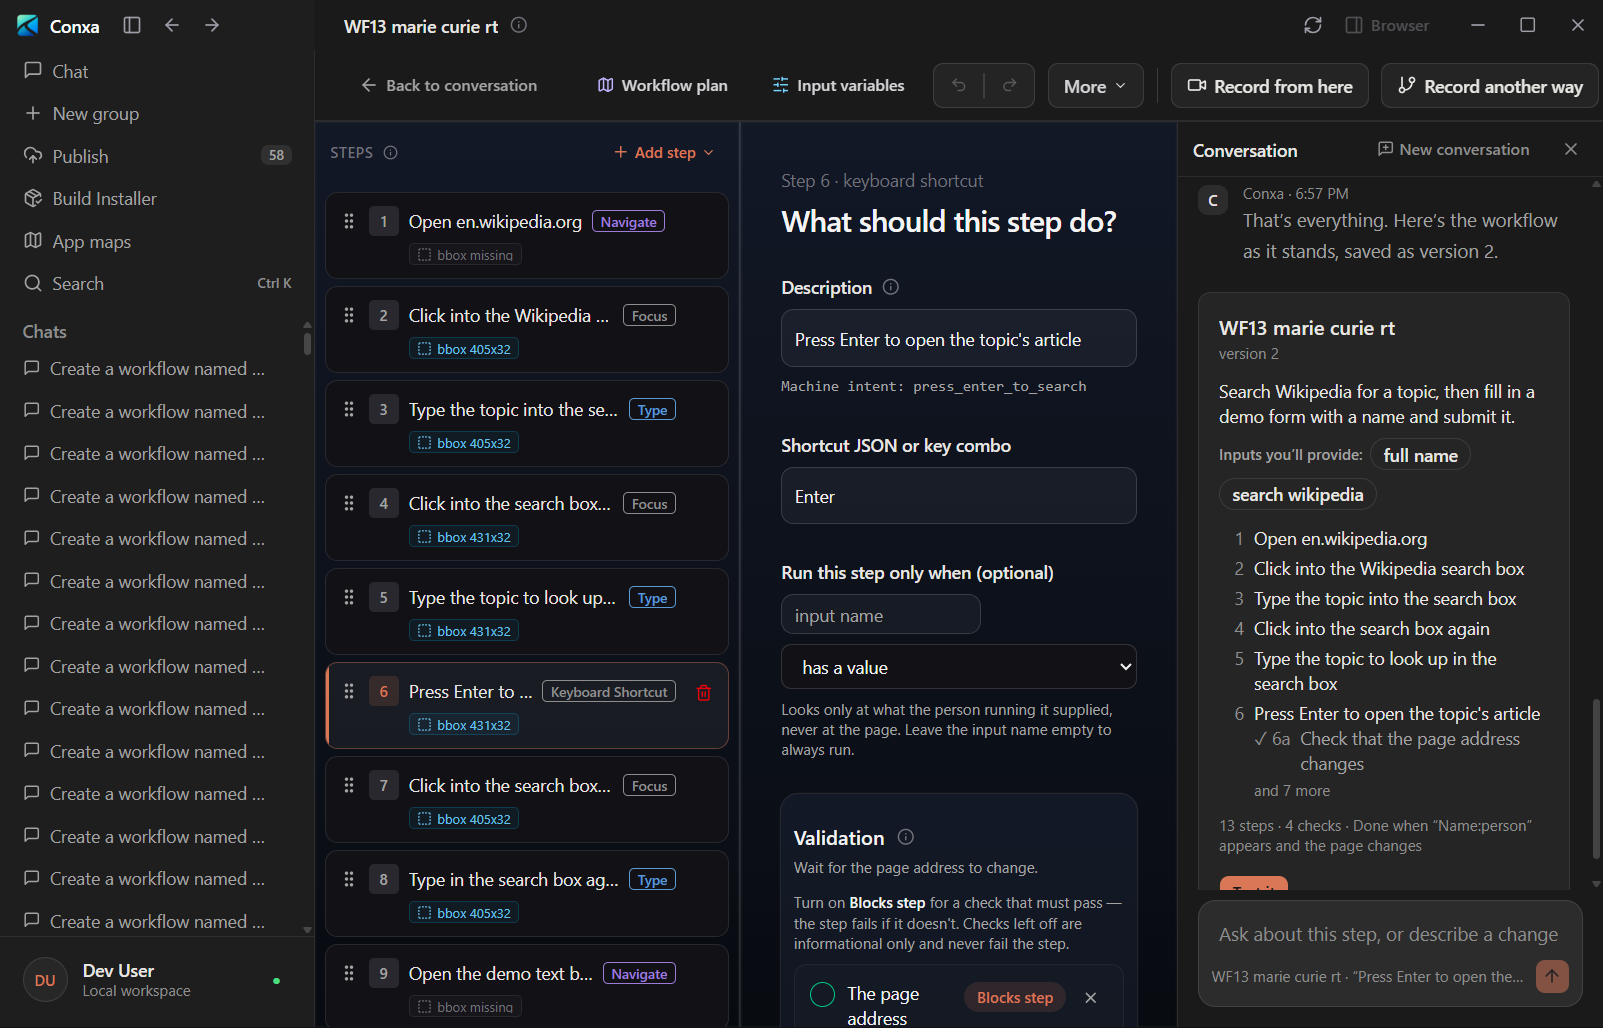 Conxa
WF13 marie curie rt
Browser
Chat
New group
Publish
58
Build Installer
App maps
Search
Ctrl K
Chats
Create a workflow named ...
Create a workflow named ...
Create a workflow named ...
Create a workflow named ...
Create a workflow named ...
Create a workflow named ...
Create a workflow named ...
Create a workflow named ...
Create a workflow named ...
Create a workflow named ...
Create a workflow named ...
Create a workflow named ...
Create a workflow named ...
Create a workflow named ...
DU
Dev User
Local workspace
Back to conversation
Workflow plan
Input variables
More
Record from here
Record another way
STEPS
Add step
1 Open en.wikipedia.org Navigate
bbox missing
2 Click into the Wikipedia ... Focus
bbox 405x32
3 Type the topic into the se... Type
bbox 405x32
4 Click into the search box... Focus
bbox 431x32
5 Type the topic to look up... Type
bbox 431x32
6 Press Enter to ... Keyboard Shortcut
bbox 431x32
7 Click into the search box... Focus
bbox 405x32
8 Type in the search box ag... Type
bbox 405x32
9 Open the demo text b... Navigate
bbox missing
Step 6 · keyboard shortcut
What should this step do?
Description
Press Enter to open the topic's article
Machine intent: press_enter_to_search
Shortcut JSON or key combo
Enter
Run this step only when (optional)
input name
has a value
Looks only at what the person running it supplied,
never at the page. Leave the input name empty to
always run.
Validation
Wait for the page address to change.
Turn on Blocks step for a check that must pass —
the step fails if it doesn't. Checks left off are
informational only and never fail the step.
The page
address
Blocks step
Conversation
New conversation
C
Conxa · 6:57 PM
That's everything. Here's the workflow
as it stands, saved as version 2.
WF13 marie curie rt
version 2
Search Wikipedia for a topic, then fill in a
demo form with a name and submit it.
Inputs you'll provide: full name
search wikipedia
1 Open en.wikipedia.org
2 Click into the Wikipedia search box
3 Type the topic into the search box
4 Click into the search box again
5 Type the topic to look up in the
search box
6 Press Enter to open the topic's article
✓ 6a Check that the page address
changes
and 7 more
13 steps · 4 checks · Done when “Name:person”
appears and the page changes
Ask about this step, or describe a change
WF13 marie curie rt · “Press Enter to open the...